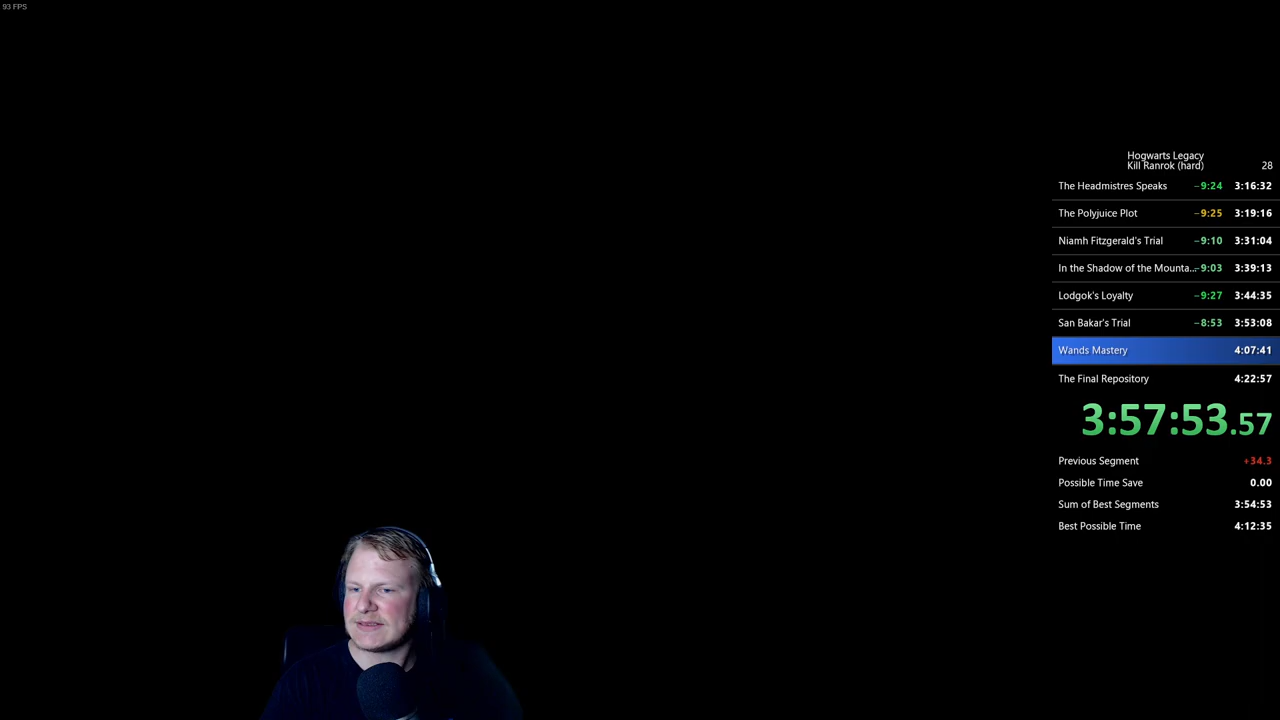 93 FPS
Hogwarts Legacy
Kill Ranrok (hard) 28
The Headmistres Speaks -9:24 3:16:32
The Polyjuice Plot -9:25 3:19:16
Niamh Fitzgerald's Trial -9:10 3:31:04
In the Shadow of the Mounta... -9:03 3:39:13
Lodgok's Loyalty -9:27 3:44:35
San Bakar's Trial -8:53 3:53:08
Wands Mastery 4:07:41
The Final Repository 4:22:57
3:57:53.57
Previous Segment +34.3
Possible Time Save 0.00
Sum of Best Segments 3:54:53
Best Possible Time 4:12:35